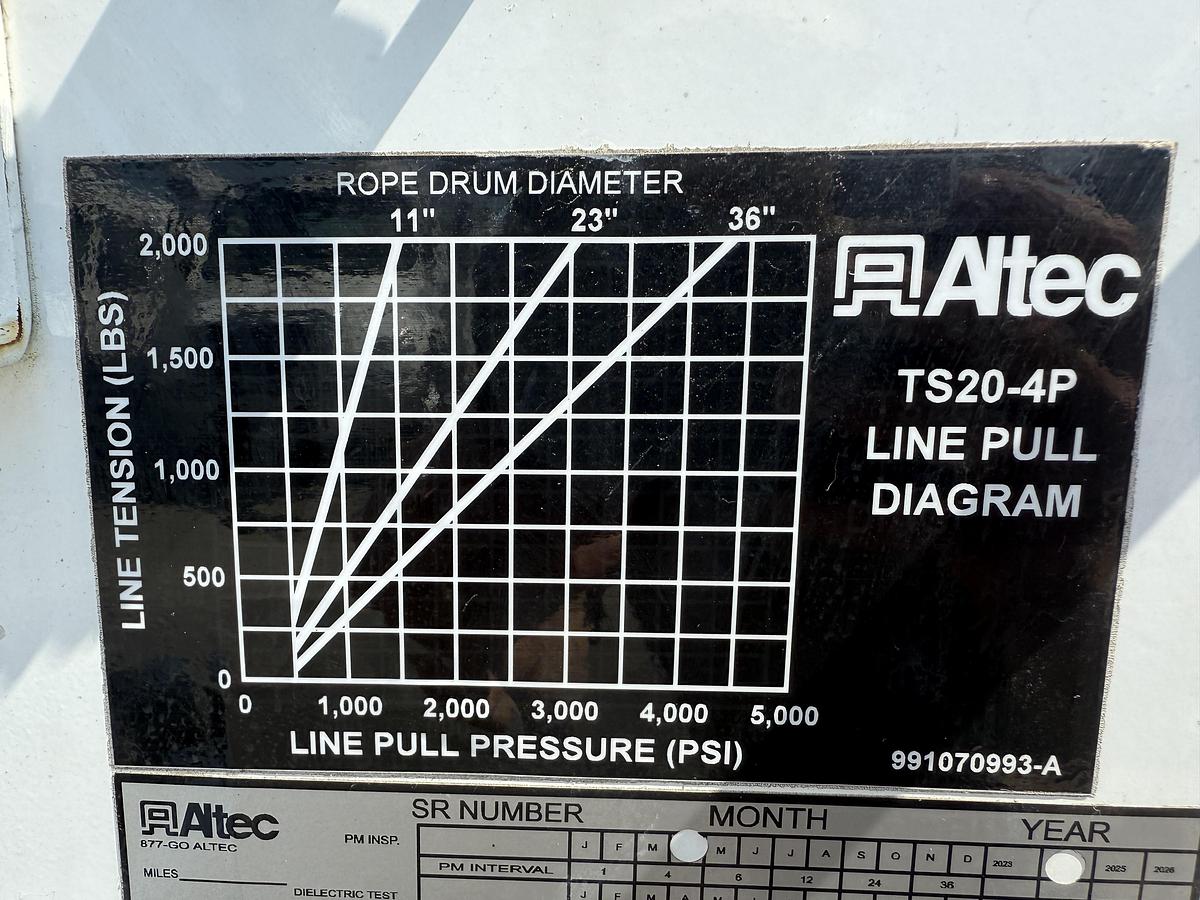 ROPE DRUM DIAMETER
11" 23" 36"
2,000
1,500
1,000
500
0
LINE TENSION (LBS)
0 1,000 2,000 3,000 4,000 5,000
LINE PULL PRESSURE (PSI)
Altec
TS20-4P
LINE PULL
DIAGRAM
991070993-A
Altec
877-GO ALTEC
PM INSP.
MILES
DIELECTRIC TEST
SR NUMBER MONTH YEAR
J F M M J J A S O N D 2023 2025 2026
PM INTERVAL 1 4 6 12 24 36
J F M A M J J A S O N D